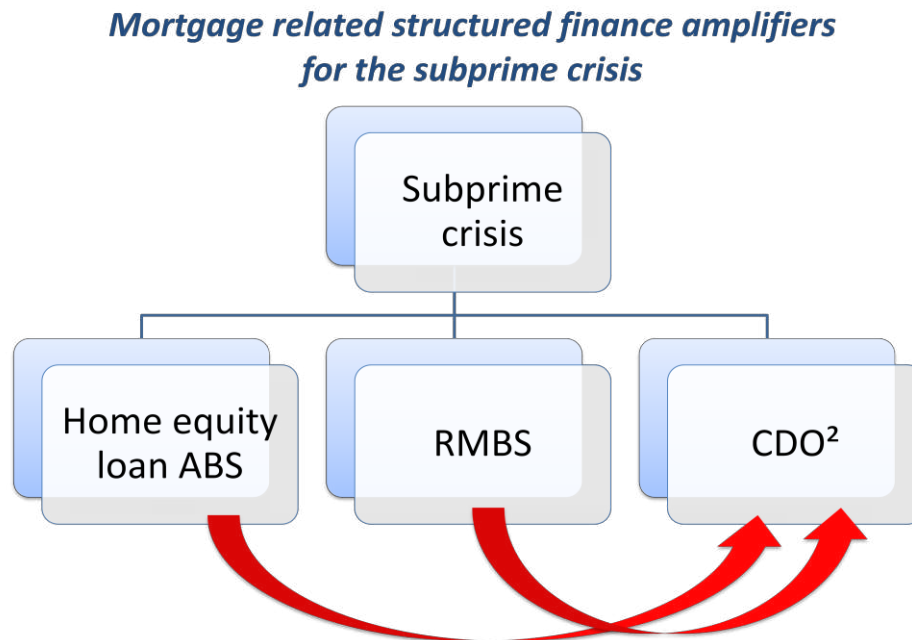 Mortgage related structured finance amplifiers
for the subprime crisis
Subprime
crisis
Home equity
loan ABS
RMBS
CDO²